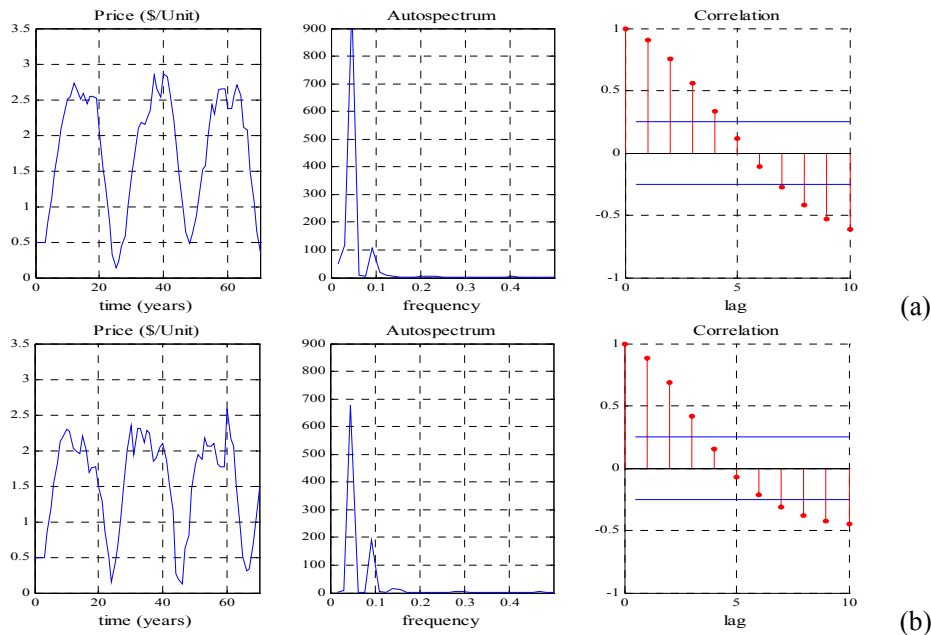 Price ($/Unit) Autospectrum Correlation
3.5 900 1
3 800
2.5 700 0.5
2 600
1.5 500 0
1 400
0.5 300 -0.5
0 200
100
0 -1
0 20 40 60 0 0.1 0.2 0.3 0.4 0 5 10
time (years) frequency lag (a)
Price ($/Unit) Autospectrum Correlation
3.5 900 1
3 800
2.5 700 0.5
2 600
1.5 500 0
1 400
0.5 300 -0.5
0 200
100
0 -1
0 20 40 60 0 0.1 0.2 0.3 0.4 0 5 10
time (years) frequency lag (b)